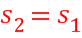 s₂ = s₁